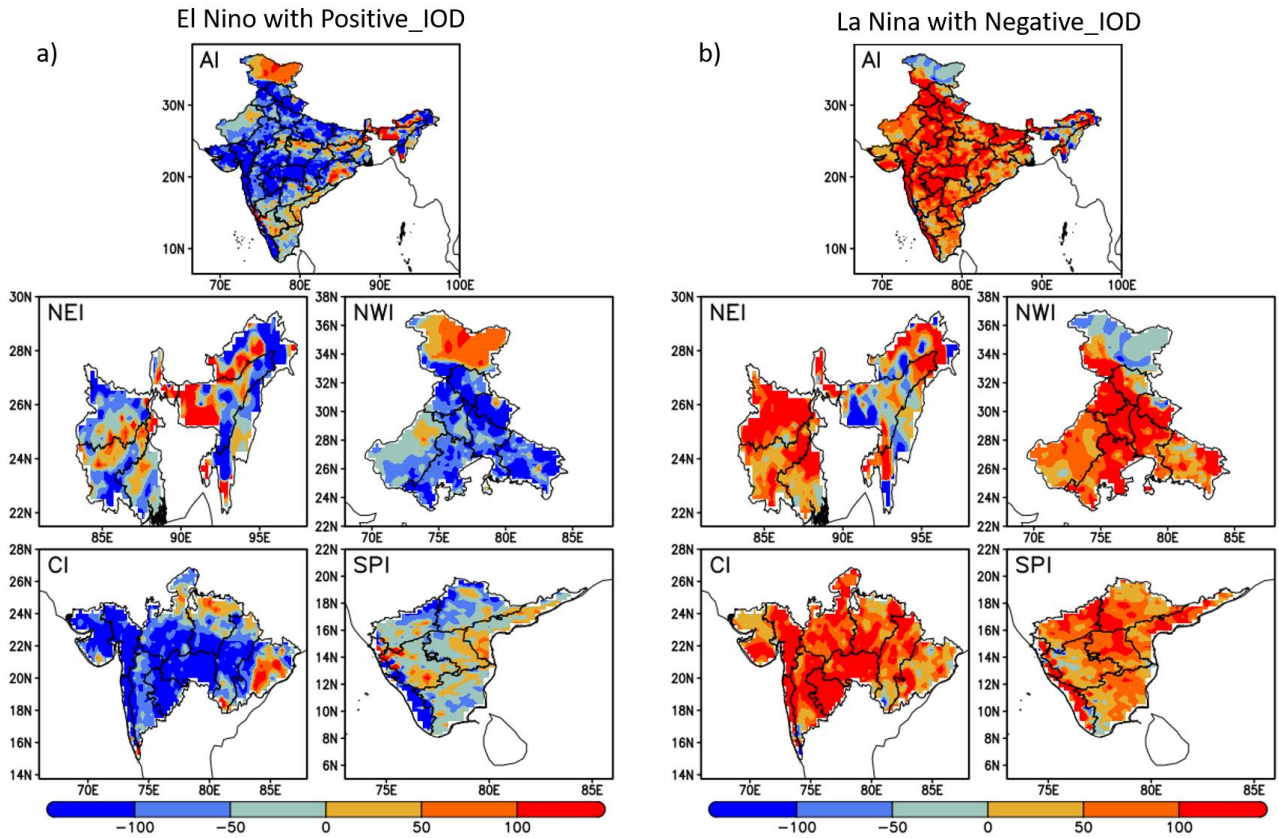 El Nino with Positive_IOD
La Nina with Negative_IOD
a)
b)
AI
AI
30N
20N
10N
70E 80E 90E 100E
30N
20N
10N
70E 80E 90E 100E
NEI
30N
28N
26N
24N
22N
85E 90E 95E
NWI
38N
36N
34N
32N
30N
28N
26N
24N
22N
70E 75E 80E 85E
NEI
30N
28N
26N
24N
22N
85E 90E 95E
NWI
38N
36N
34N
32N
30N
28N
26N
24N
22N
70E 75E 80E 85E
CI
28N
26N
24N
22N
20N
18N
16N
14N
70E 75E 80E 85E
SPI
22N
20N
18N
16N
14N
12N
10N
8N
6N
75E 80E 85E
CI
28N
26N
24N
22N
20N
18N
16N
14N
70E 75E 80E 85E
SPI
22N
20N
18N
16N
14N
12N
10N
8N
6N
75E 80E 85E
−100 −50 0 50 100
−100 −50 0 50 100